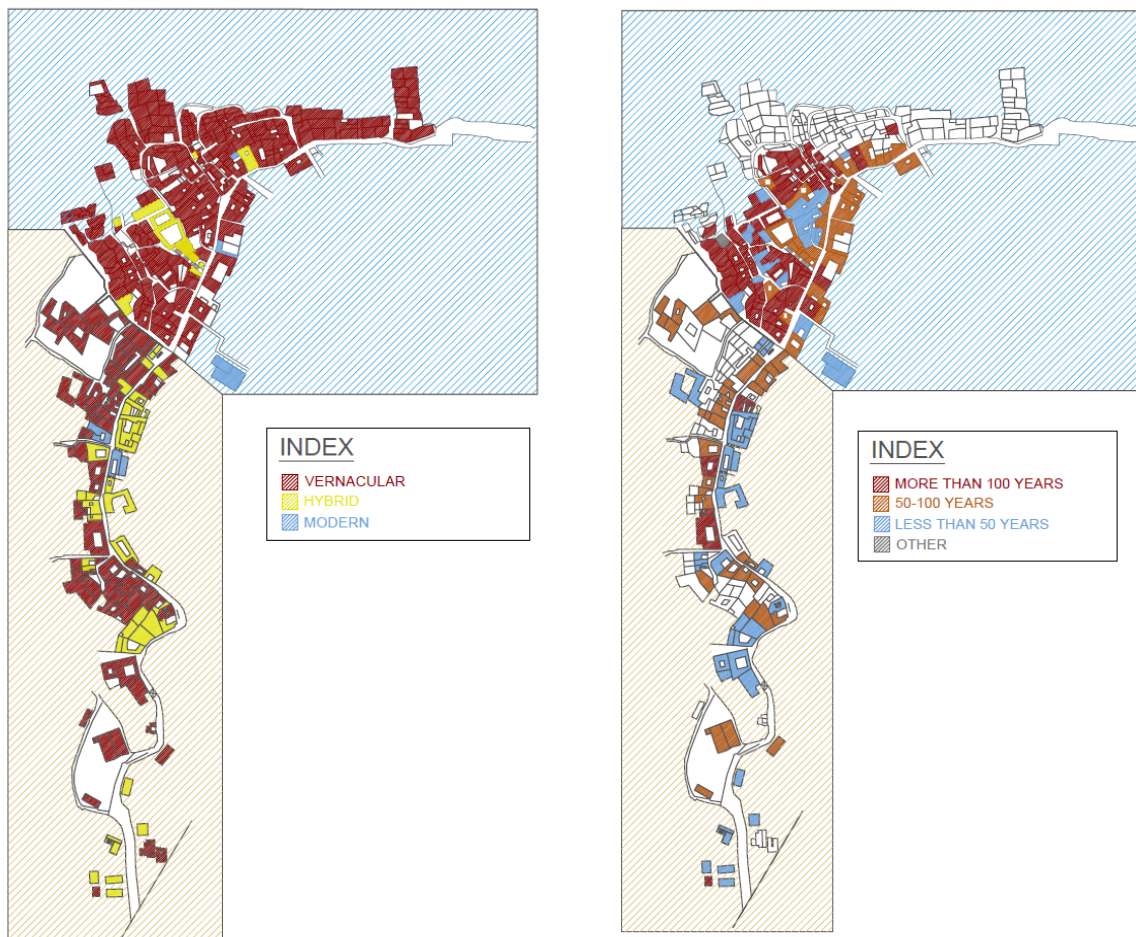 INDEX
VERNACULAR
HYBRID
MODERN
INDEX
MORE THAN 100 YEARS
50-100 YEARS
LESS THAN 50 YEARS
OTHER